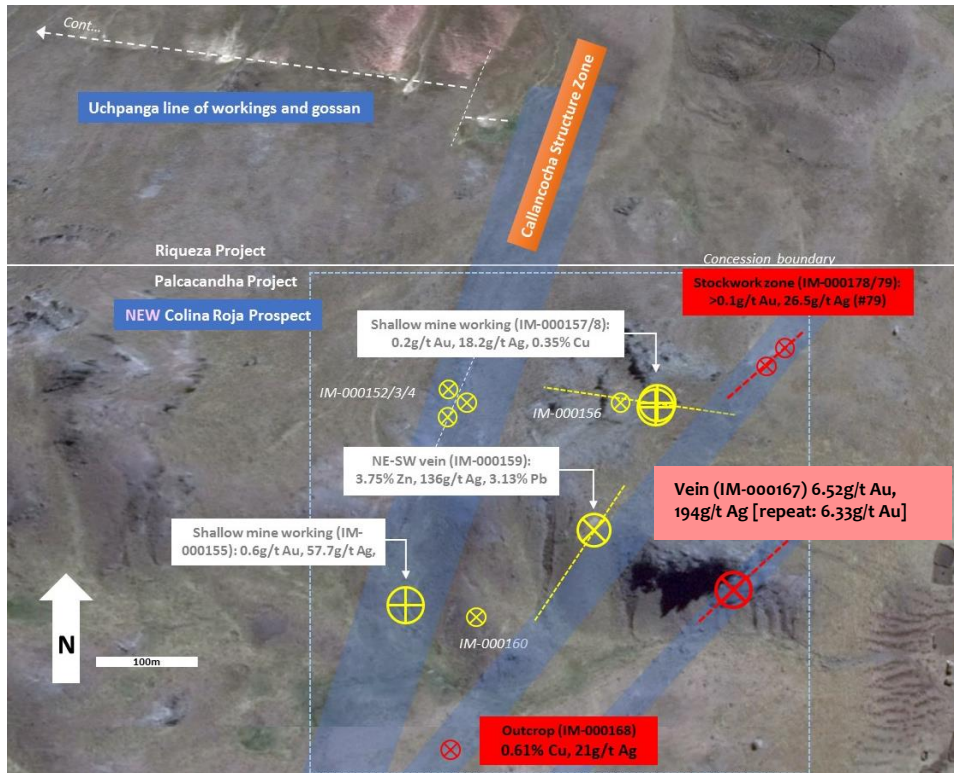 Cont...
Uchpanga line of workings and gossan
Callancocha Structure Zone
Riqueza Project
Concession boundary
Palcacandha Project
NEW Colina Roja Prospect
Stockwork zone (IM-000178/79):
>0.1g/t Au, 26.5g/t Ag (#79)
Shallow mine working (IM-000157/8):
0.2g/t Au, 18.2g/t Ag, 0.35% Cu
IM-000152/3/4
IM-000156
NE-SW vein (IM-000159):
3.75% Zn, 136g/t Ag, 3.13% Pb
Vein (IM-000167) 6.52g/t Au,
194g/t Ag [repeat: 6.33g/t Au]
Shallow mine working (IM-
000155): 0.6g/t Au, 57.7g/t Ag,
IM-000160
N
100m
Outcrop (IM-000168)
0.61% Cu, 21g/t Ag